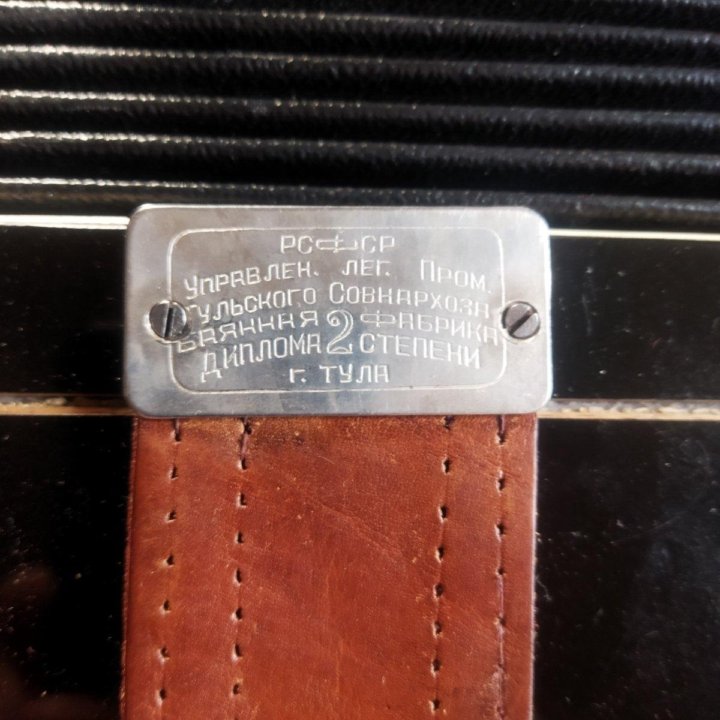 РСФСР
Управлен. лег. Пром.
Тульского Совнархоза
Баянная фабрика
Диплома 2 степени
г. Тула